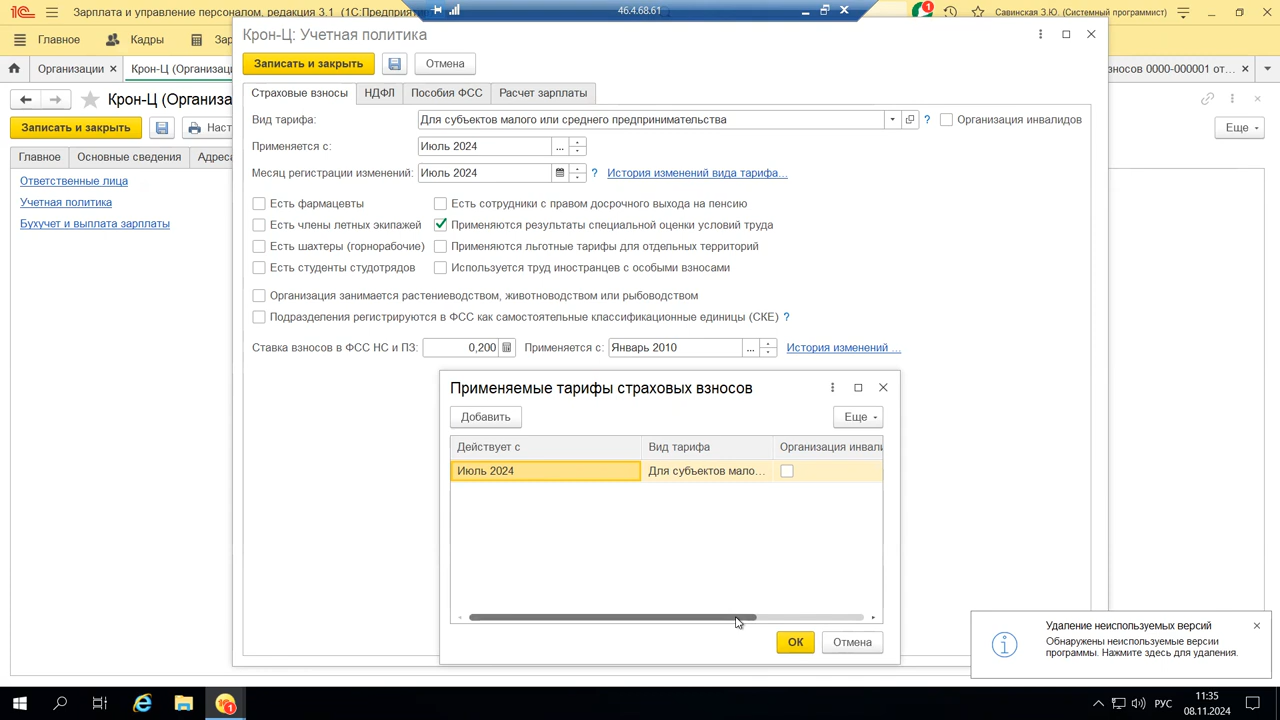 Зарплата и управление персоналом, редакция 3.1 (1С:Предприятие
46.4.68.61
1
Савинская З.Ю. (Системный программист)
Главное
Кадры
Организации
Крон-Ц (Организац
зносов 0000-000001 от...
Крон-Ц (Организа
Записать и закрыть
Наст
Еще
Главное
Основные сведения
Адреса
Ответственные лица
Учетная политика
Бухучет и выплата зарплаты
Крон-Ц: Учетная политика
Записать и закрыть
Отмена
Страховые взносы
НДФЛ
Пособия ФСС
Расчет зарплаты
Вид тарифа:
Для субъектов малого или среднего предпринимательства
?
Организация инвалидов
Применяется с:
Июль 2024
...
Месяц регистрации изменений:
Июль 2024
?
История изменений вида тарифа...
Есть фармацевты
Есть сотрудники с правом досрочного выхода на пенсию
Есть члены летных экипажей
Применяются результаты специальной оценки условий труда
Есть шахтеры (горнорабочие)
Применяются льготные тарифы для отдельных территорий
Есть студенты студотрядов
Используется труд иностранцев с особыми взносами
Организация занимается растениеводством, животноводством или рыбоводством
Подразделения регистрируются в ФСС как самостоятельные классификационные единицы (СКЕ) ?
Ставка взносов в ФСС НС и ПЗ:
0,200
Применяется с:
Январь 2010
...
История изменений ...
Применяемые тарифы страховых взносов
Добавить
Еще
Действует с
Вид тарифа
Организация инвали
Июль 2024
Для субъектов мало...
ОК
Отмена
Удаление неиспользуемых версий
Обнаружены неиспользуемые версии
программы. Нажмите здесь для удаления.
1
РУС
11:35
08.11.2024